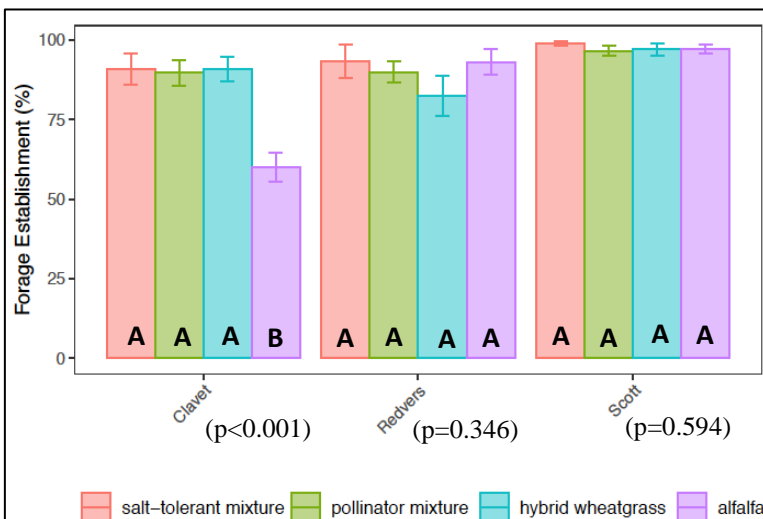 Forage Establishment (%)
100
75
50
25
0
A A A B A A A A A A A A
Clavet Redvers Scott
(p<0.001) (p=0.346) (p=0.594)
salt–tolerant mixture pollinator mixture hybrid wheatgrass alfalfa